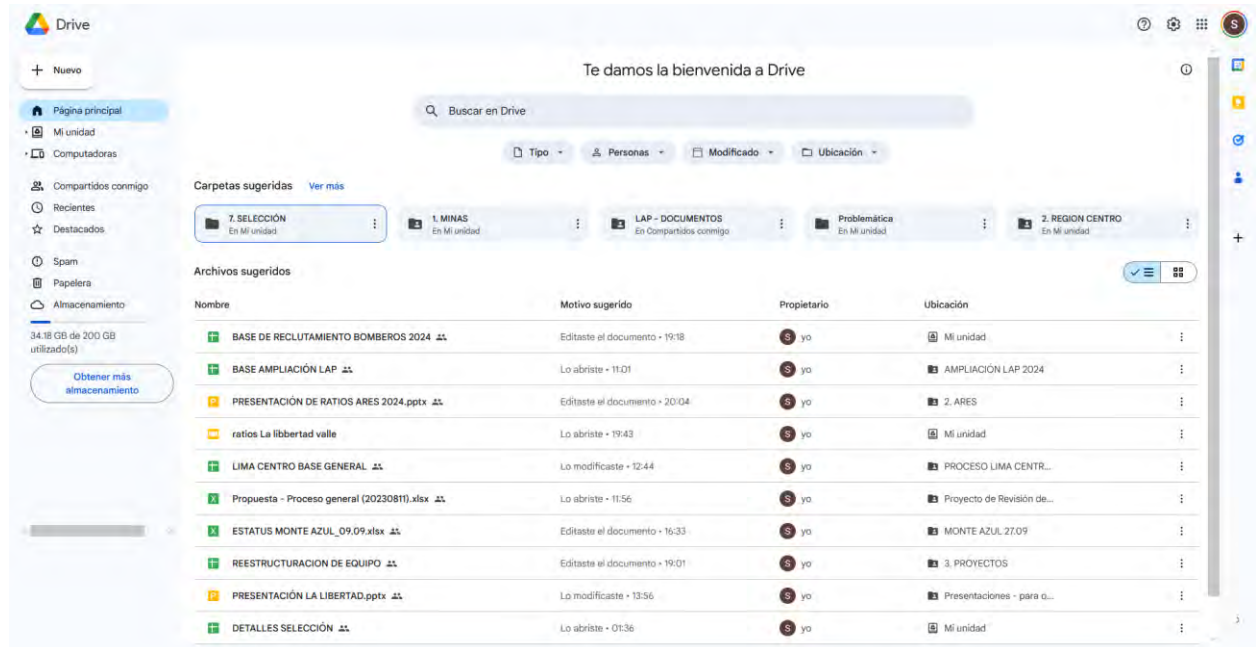 Drive
Nuevo
Página principal
Mi unidad
Computadoras
Compartidos conmigo
Recientes
Destacados
Spam
Papelera
Almacenamiento
34.18 GB de 200 GB
utilizado(s)
Obtener más
almacenamiento
S
Te damos la bienvenida a Drive
Buscar en Drive
Tipo Personas Modificado Ubicación
Carpetas sugeridas Ver más
7. SELECCIÓN
En Mi unidad
1. MINAS
En Mi unidad
LAP - DOCUMENTOS
En Compartidos conmigo
Problemática
En Mi unidad
2. REGION CENTRO
En Mi unidad
Archivos sugeridos
Nombre Motivo sugerido Propietario Ubicación
BASE DE RECLUTAMIENTO BOMBEROS 2024 Editaste el documento • 19:18 S yo Mi unidad
BASE AMPLIACIÓN LAP Lo abriste • 11:01 S yo AMPLIACIÓN LAP 2024
PRESENTACIÓN DE RATIOS ARES 2024.pptx Editaste el documento • 20:04 S yo 2. ARES
ratios La libbertad valle Lo abriste • 19:43 S yo Mi unidad
LIMA CENTRO BASE GENERAL Lo modificaste • 12:44 S yo PROCESO LIMA CENTR...
Propuesta - Proceso general (20230811).xlsx Lo abriste • 11:56 S yo Proyecto de Revisión de...
ESTATUS MONTE AZUL_09.09.xlsx Editaste el documento • 16:33 S yo MONTE AZUL 27.09
REESTRUCTURACION DE EQUIPO Editaste el documento • 19:01 S yo 3. PROYECTOS
PRESENTACIÓN LA LIBERTAD.pptx Lo modificaste • 13:56 S yo Presentaciones - para o...
DETALLES SELECCIÓN Lo abriste • 01:36 S yo Mi unidad